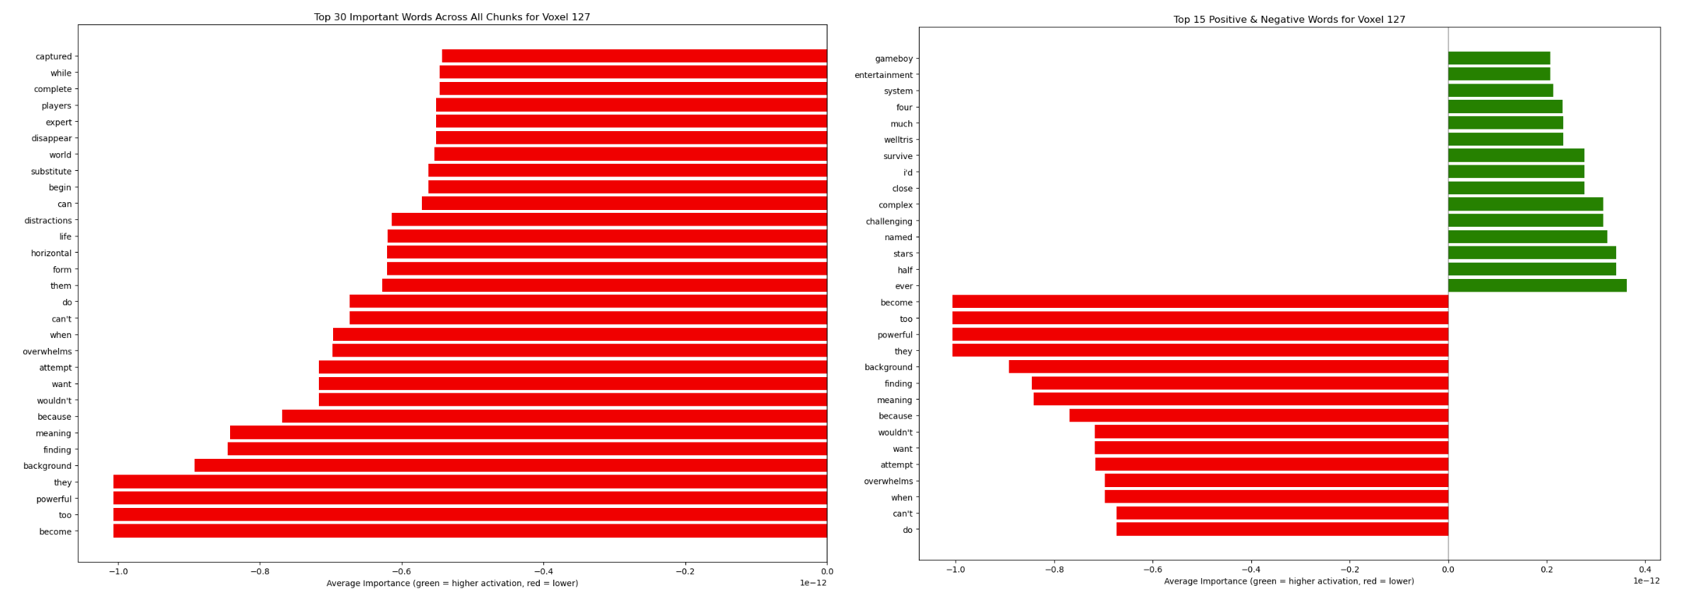 Top 30 Important Words Across All Chunks for Voxel 127
captured
while
complete
players
expert
disappear
world
substitute
begin
can
distractions
life
horizontal
form
them
do
can't
when
overwhelms
attempt
want
wouldn't
because
meaning
finding
background
they
powerful
too
become
−1.0 −0.8 −0.6 −0.4 −0.2 0.0
1e−12
Average Importance (green = higher activation, red = lower)
Top 15 Positive & Negative Words for Voxel 127
gameboy
entertainment
system
four
much
welltris
survive
i'd
close
complex
challenging
named
stars
half
ever
become
too
powerful
they
background
finding
meaning
because
wouldn't
want
attempt
overwhelms
when
can't
do
−1.0 −0.8 −0.6 −0.4 −0.2 0.0 0.2 0.4
1e−12
Average Importance (green = higher activation, red = lower)